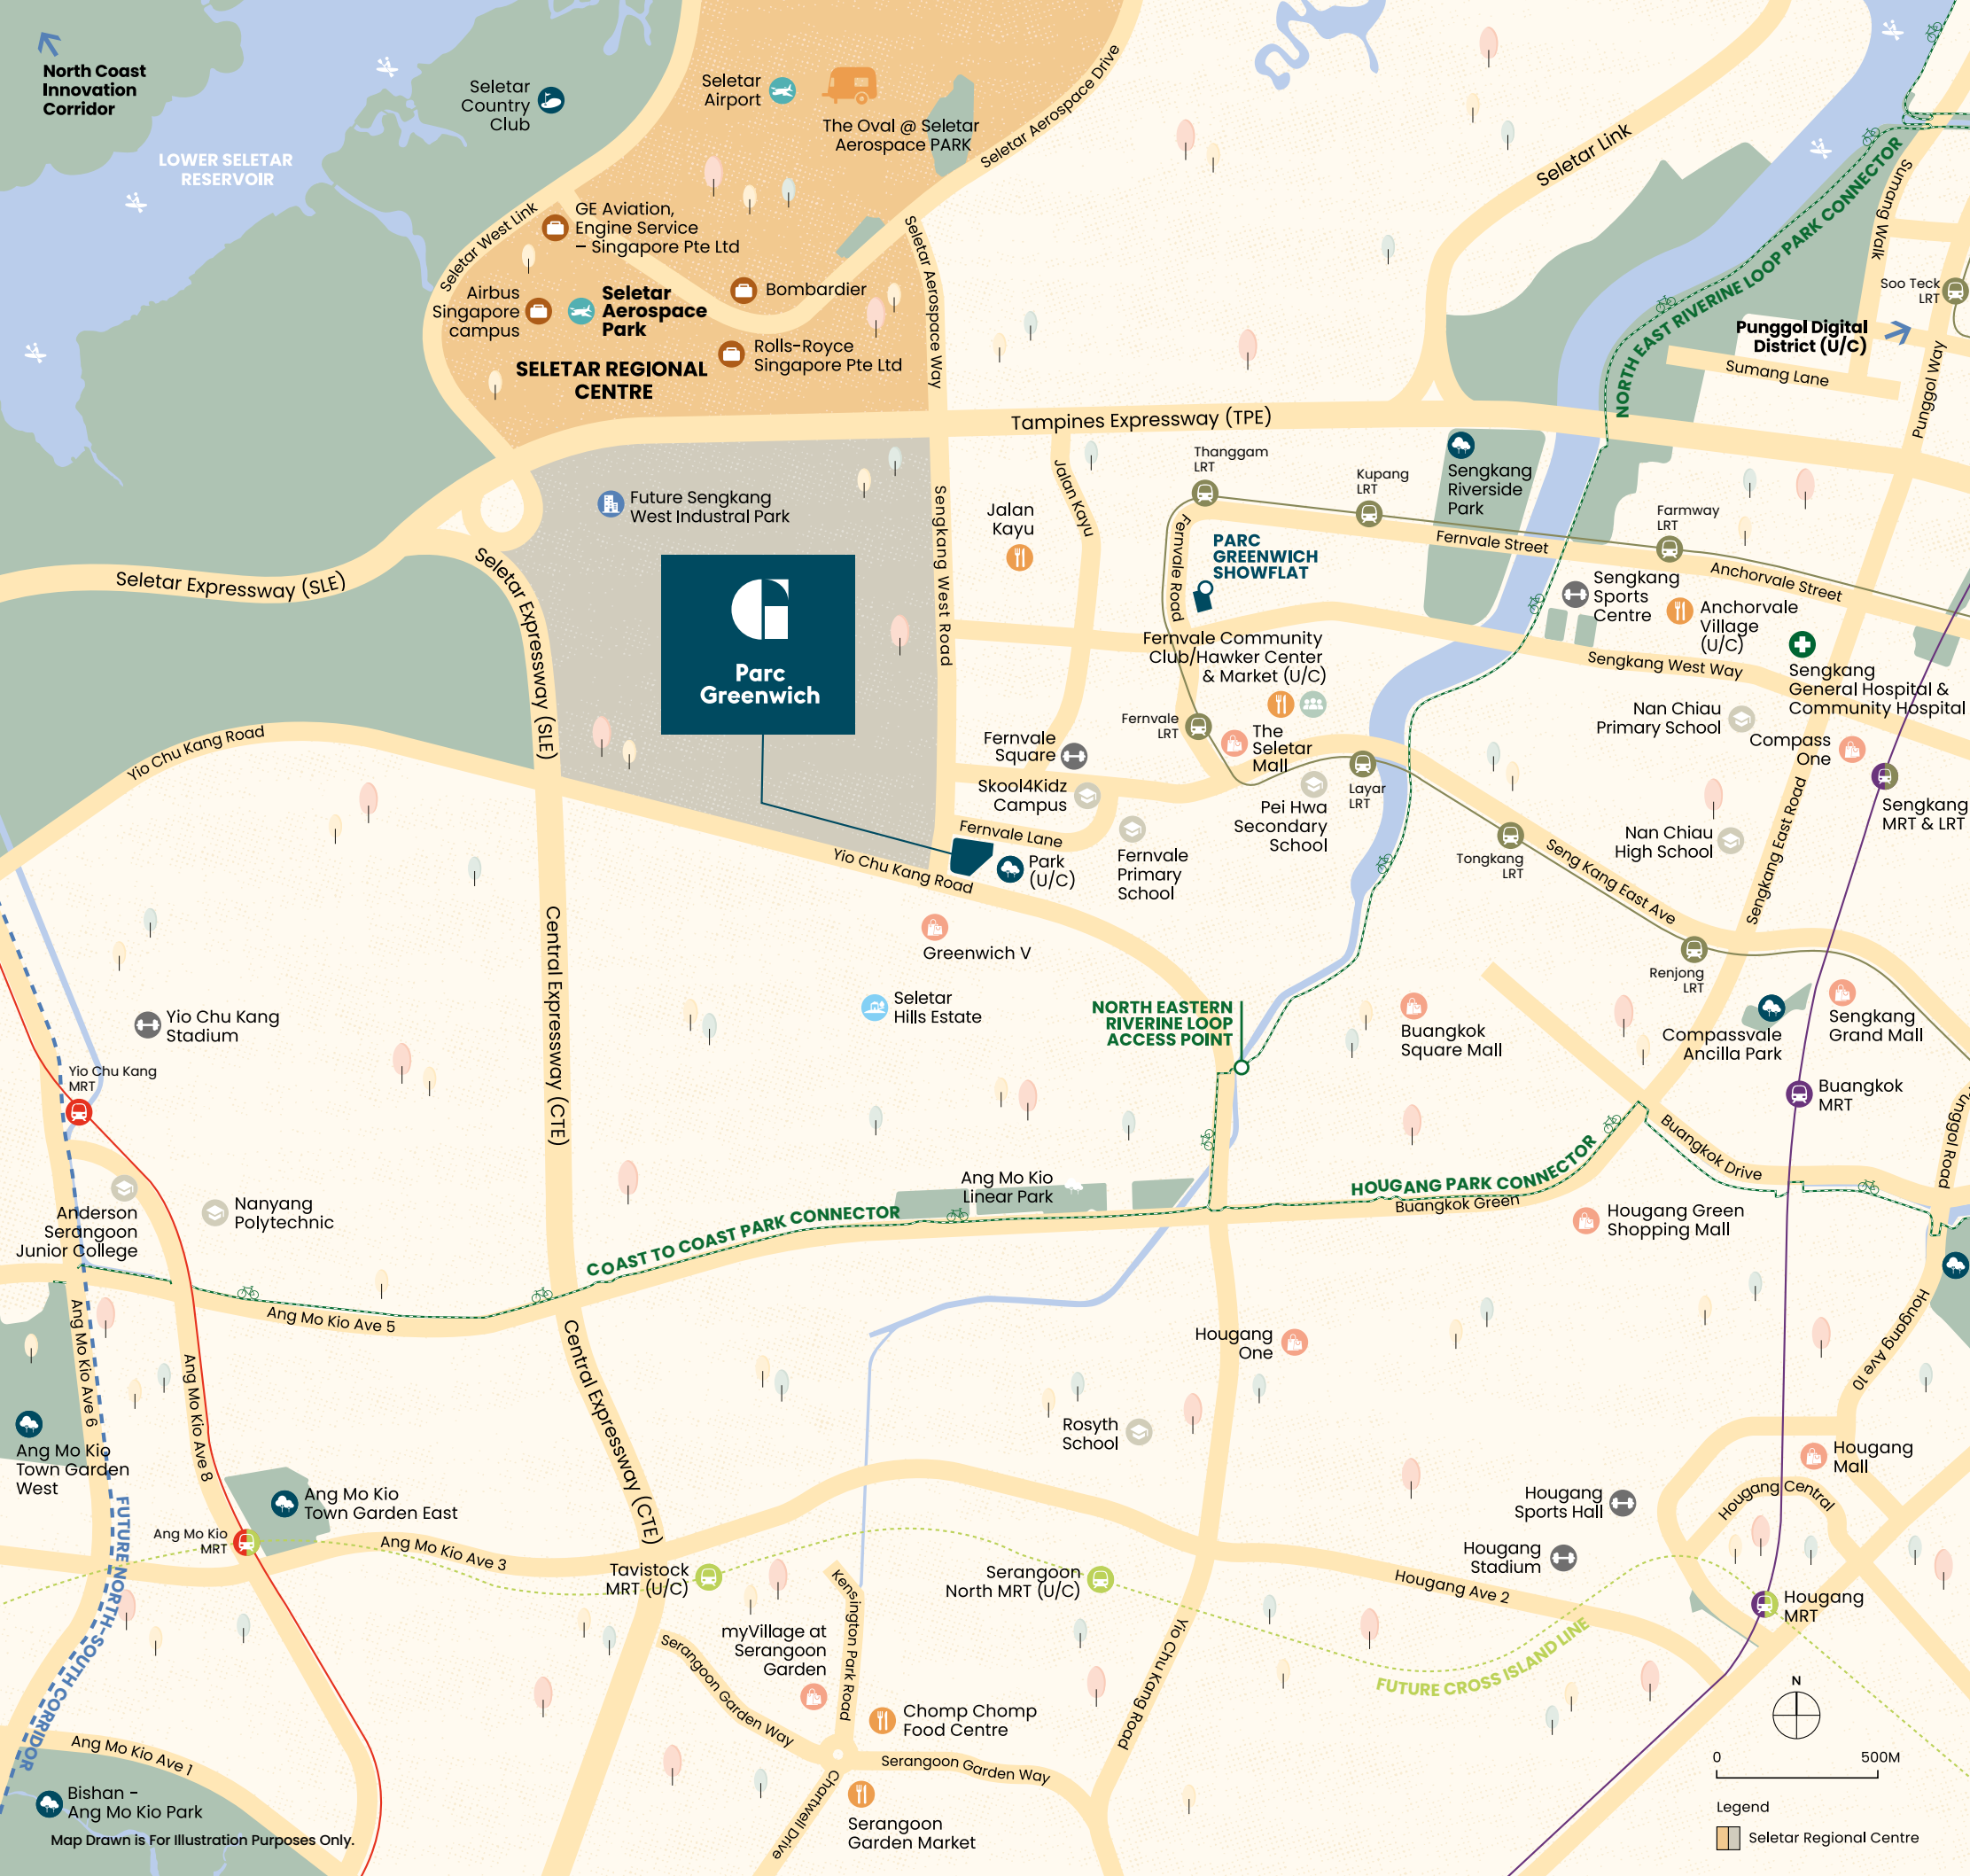 North Coast
Innovation
Corridor
LOWER SELETAR
RESERVOIR
Seletar
Country
Club
Seletar
Airport
The Oval @ Seletar
Aerospace PARK
Seletar Aerospace Drive
Seletar Link
NORTH EAST RIVERINE LOOP PARK CONNECTOR
Sumang Walk
Soo Teck
LRT
Punggol Digital
District (U/C)
Sumang Lane
Punggol Way
Seletar West Link
GE Aviation,
Engine Service
– Singapore Pte Ltd
Airbus
Singapore
campus
Seletar
Aerospace
Park
Bombardier
Rolls-Royce
Singapore Pte Ltd
SELETAR REGIONAL
CENTRE
Seletar Aerospace Way
Tampines Expressway (TPE)
Future Sengkang
West Industral Park
Seletar Expressway (SLE)
Seletar Expressway (SLE)
Sengkang West Road
Jalan
Kayu
Jalan Kayu
Thanggam
LRT
Kupang
LRT
Sengkang
Riverside
Park
Farmway
LRT
Fernvale Road
Fernvale Street
Anchorvale Street
PARC
GREENWICH
SHOWFLAT
Sengkang
Sports
Centre
Anchorvale
Village
(U/C)
Sengkang
General Hospital &
Community Hospital
Sengkang West Way
Parc
Greenwich
Fernvale Community
Club/Hawker Center
& Market (U/C)
Fernvale
LRT
The
Seletar
Mall
Fernvale
Square
Skool4Kidz
Campus
Fernvale Lane
Park
(U/C)
Fernvale
Primary
School
Pei Hwa
Secondary
School
Layar
LRT
Tongkang
LRT
Seng Kang East Ave
Renjong
LRT
Nan Chiau
Primary School
Compass
One
Sengkang
MRT & LRT
Nan Chiau
High School
Sengkang East Road
Yio Chu Kang Road
Yio Chu Kang Road
Greenwich V
Seletar
Hills Estate
Central Expressway (CTE)
NORTH EASTERN
RIVERINE LOOP
ACCESS POINT
Buangkok
Square Mall
Compassvale
Ancilla Park
Sengkang
Grand Mall
Buangkok
MRT
Buangkok Drive
Punggol Road
Yio Chu Kang
Stadium
Yio Chu Kang
MRT
Anderson
Serangoon
Junior College
Nanyang
Polytechnic
Ang Mo Kio
Linear Park
COAST TO COAST PARK CONNECTOR
HOUGANG PARK CONNECTOR
Buangkok Green
Hougang Green
Shopping Mall
Ang Mo Kio Ave 5
Ang Mo Kio Ave 6
Ang Mo Kio Ave 8
Central Expressway (CTE)
Hougang
One
Hougang Ave 10
Rosyth
School
Ang Mo Kio
Town Garden
West
Ang Mo Kio
Town Garden East
Ang Mo Kio
MRT
Ang Mo Kio Ave 3
FUTURE NORTH-SOUTH CORRIDOR
Tavistock
MRT (U/C)
Serangoon
North MRT (U/C)
Hougang
Sports Hall
Hougang
Stadium
Hougang
Mall
Hougang Central
Hougang Ave 2
Hougang
MRT
FUTURE CROSS ISLAND LINE
myVillage at
Serangoon
Garden
Kensington Park Road
Serangoon Garden Way
Chomp Chomp
Food Centre
Serangoon Garden Way
Yio Chu Kang Road
Chartwell Drive
Serangoon
Garden Market
Ang Mo Kio Ave 1
Bishan -
Ang Mo Kio Park
Map Drawn is For Illustration Purposes Only.
N
0 500M
Legend
Seletar Regional Centre